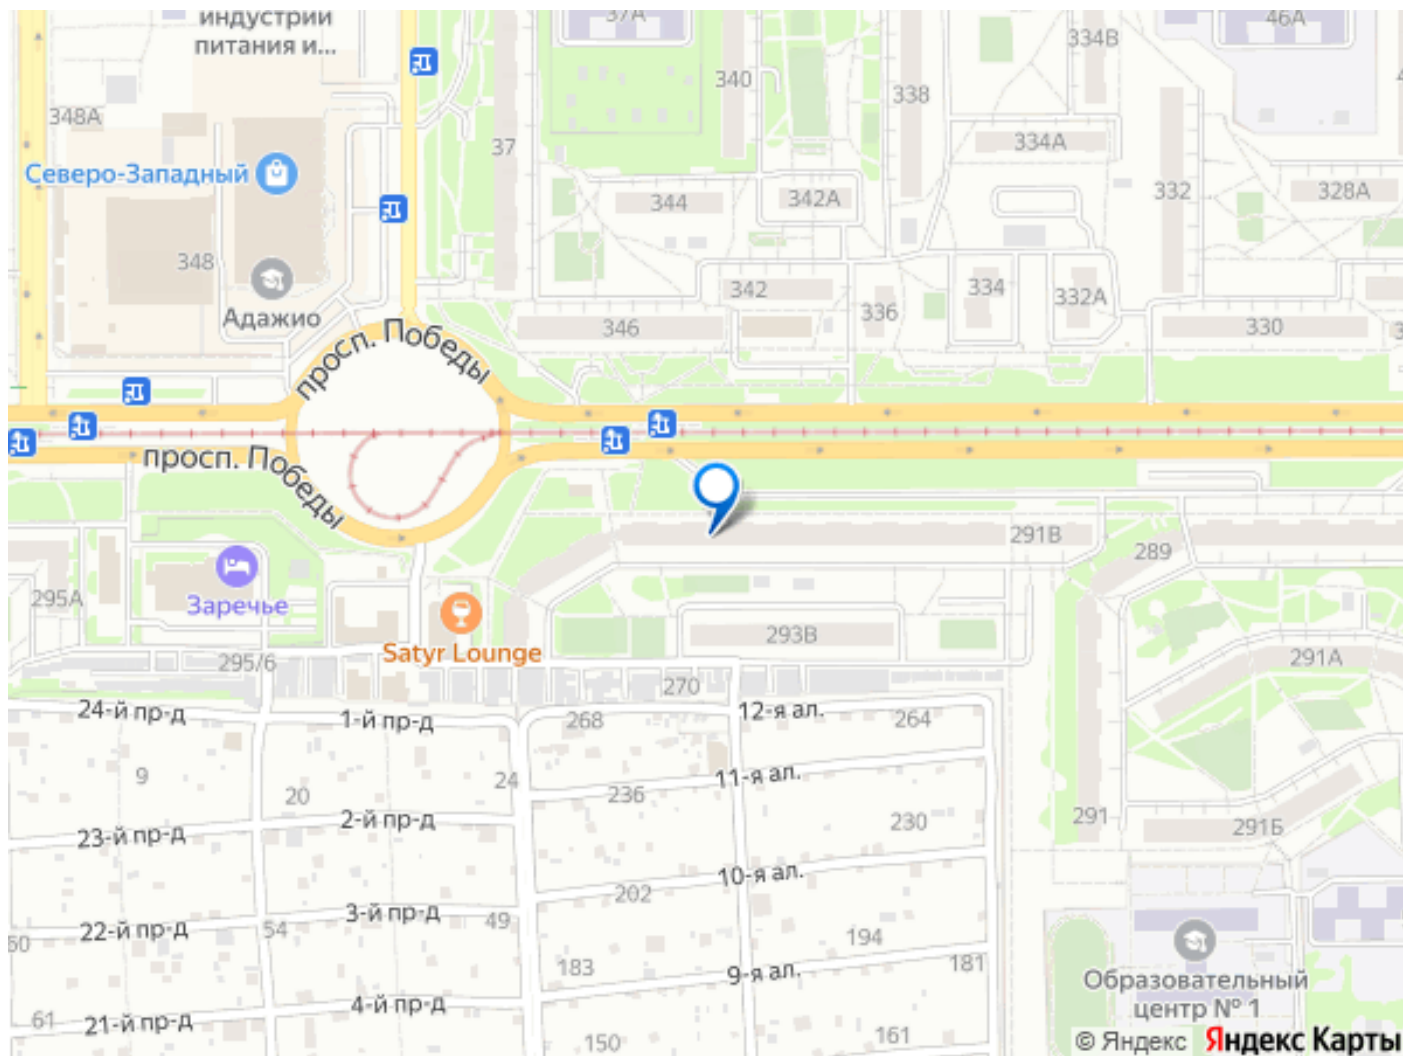 индустрии
питания и...
37А
46А
334В
340
338
348А
37
334А
Северо-Западный
344
342А
332
328А
348
342
334
332А
336
Адажио
346
330
просп. Победы
просп. Победы
291В
289
295А
Заречье
293В
Satyr Lounge
295/6
291А
270
24-й пр-д
1-й пр-д
268
12-я ал.
264
9
20
24
236
11-я ал.
23-й пр-д
2-й пр-д
230
291
291Б
202
10-я ал.
22-й пр-д
54
3-й пр-д
49
194
60
183
9-я ал.
181
Образовательный
центр № 1
61
21-й пр-д
4-й пр-д
150
161
© Яндекс Яндекс Карты